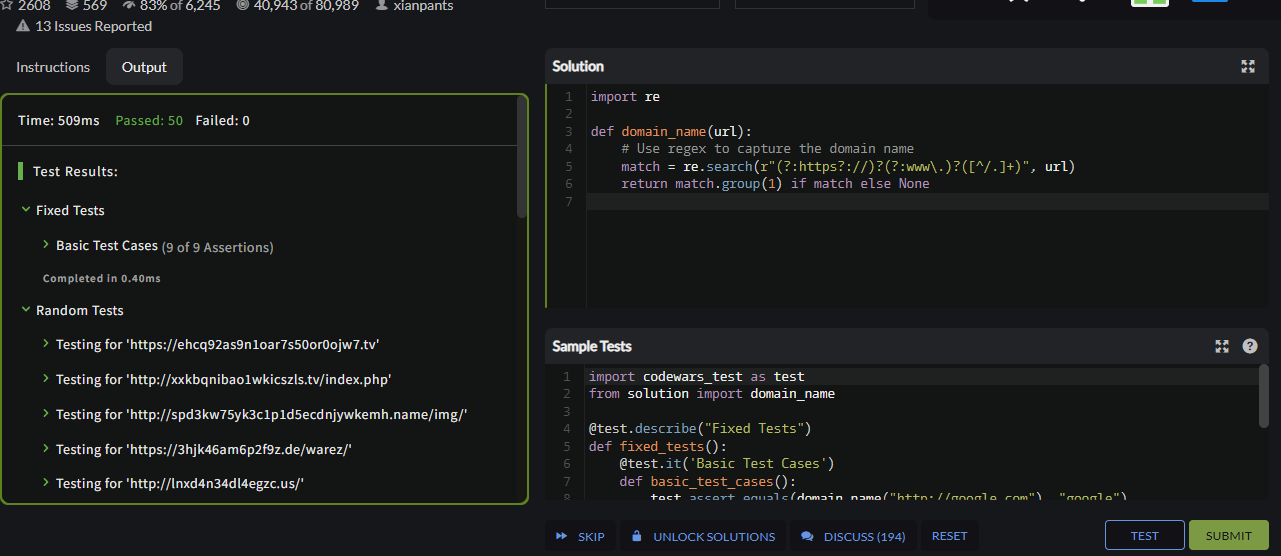 2608 569 83% of 6,245 40,943 of 80,989 xianpants
13 Issues Reported
Instructions Output
Time: 509ms Passed: 50 Failed: 0
Test Results:
Fixed Tests
Basic Test Cases (9 of 9 Assertions)
Completed in 0.40ms
Random Tests
Testing for 'https://ehcq92as9n1oar7s50or0ojw7.tv'
Testing for 'http://xxkbqnibao1wkicszls.tv/index.php'
Testing for 'http://spd3kw75yk3c1p1d5ecdnjywkemh.name/img/'
Testing for 'https://3hjk46am6p2f9z.de/warez/'
Testing for 'http://lnxd4n34dl4egzc.us/'
Solution
1 import re
2
3 def domain_name(url):
4 # Use regex to capture the domain name
5 match = re.search(r"(?:https?://)?(?:www\.)?([^/.]+)", url)
6 return match.group(1) if match else None
7
Sample Tests
1 import codewars_test as test
2 from solution import domain_name
3
4 @test.describe("Fixed Tests")
5 def fixed_tests():
6 @test.it('Basic Test Cases')
7 def basic_test_cases():
8 test.assert_equals(domain_name("http://google.com"), "google")
SKIP UNLOCK SOLUTIONS DISCUSS (194) RESET TEST SUBMIT